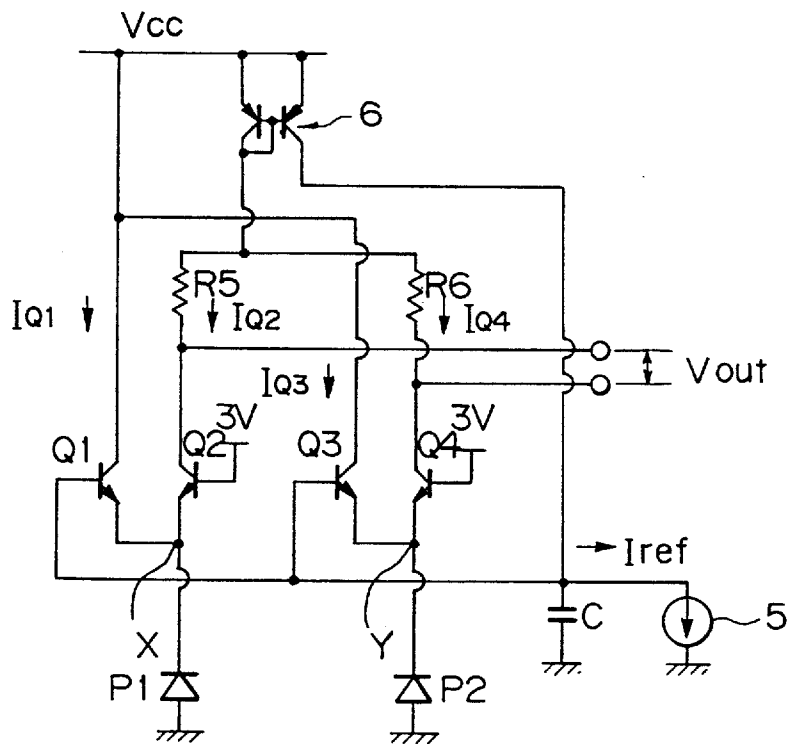 Vcc
6
R5
R6
IQ1
IQ2
IQ4
IQ3
3V
3V
Q1
Q2
Q3
Q4
Vout
Iref
X
Y
C
5
P1
P2